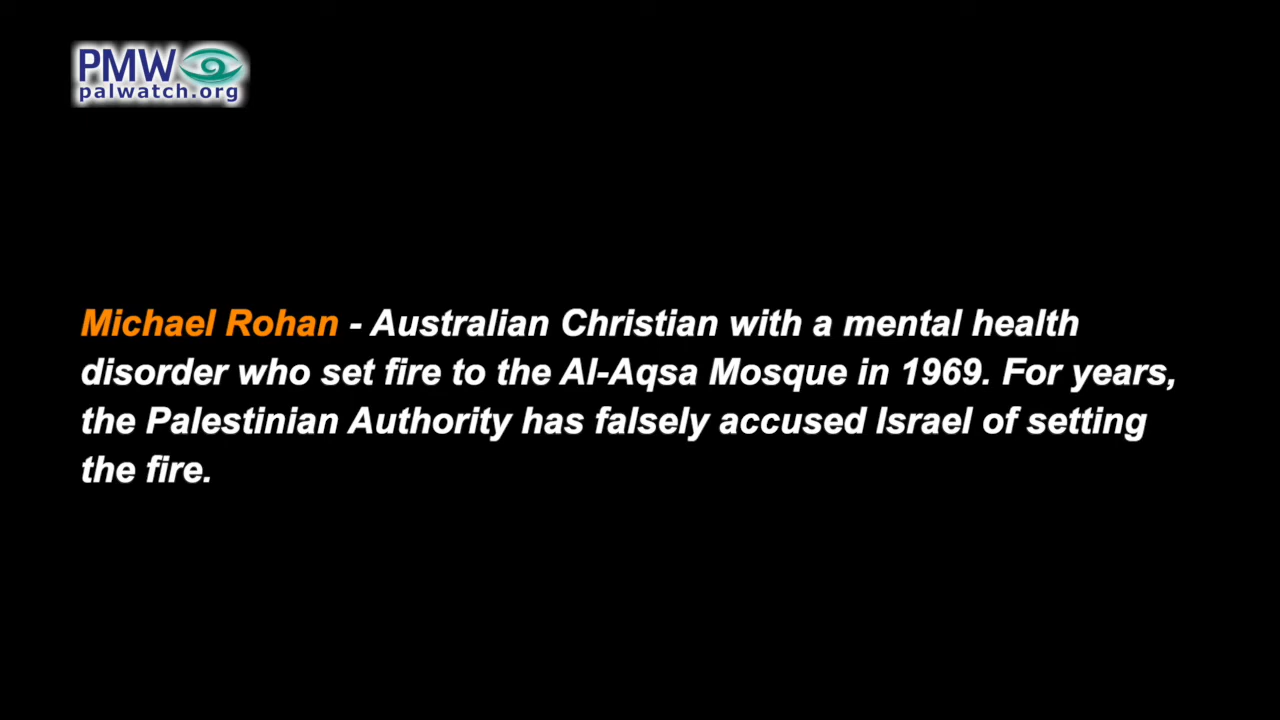 PMW
palwatch.org
Michael Rohan - Australian Christian with a mental health
disorder who set fire to the Al-Aqsa Mosque in 1969. For years,
the Palestinian Authority has falsely accused Israel of setting
the fire.